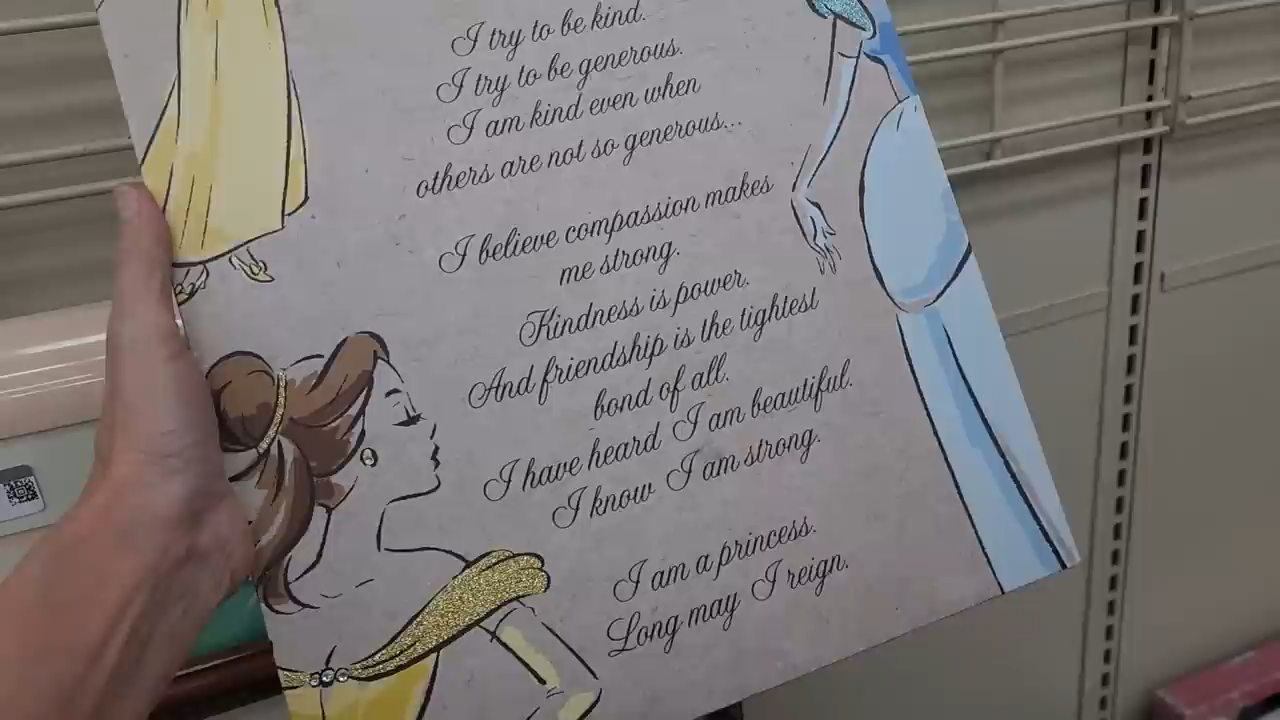 I try to be kind.
I try to be generous.
I am kind even when
others are not so generous...
I believe compassion makes
me strong.
Kindness is power.
And friendship is the tightest
bond of all.
I have heard I am beautiful.
I know I am strong.
I am a princess.
Long may I reign.